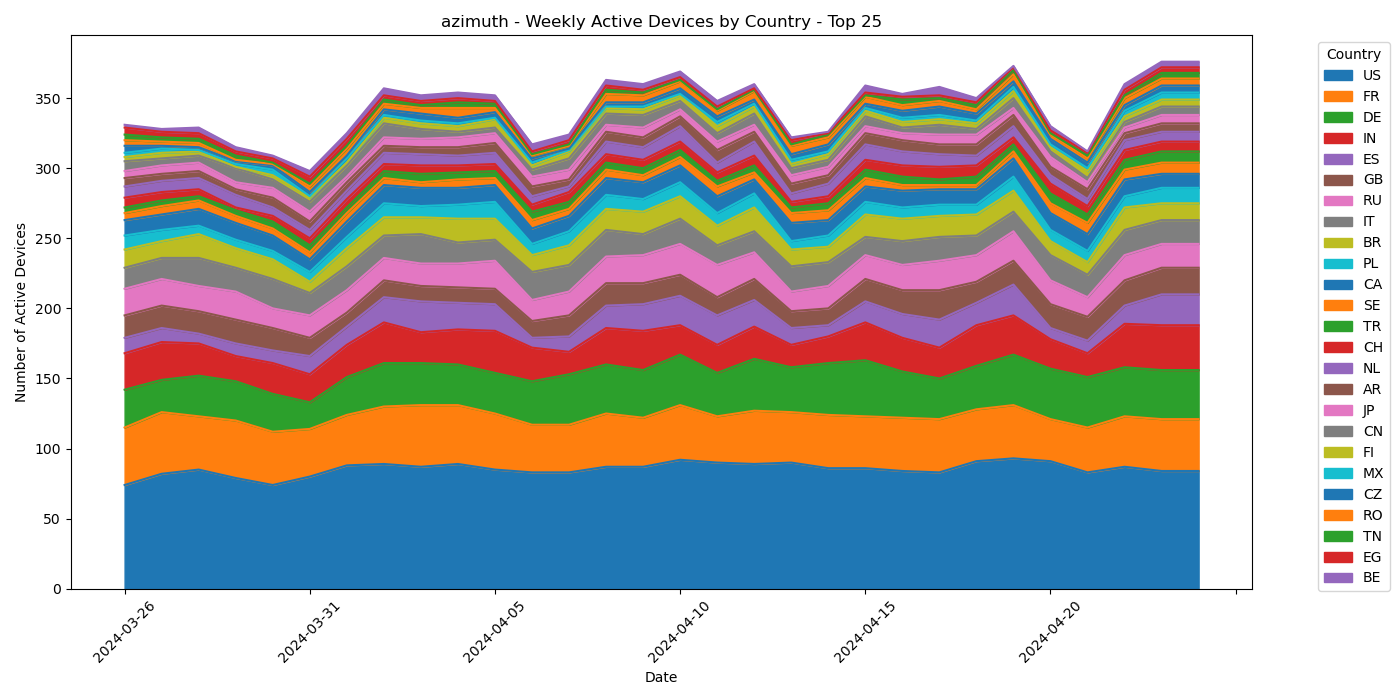 azimuth - Weekly Active Devices by Country - Top 25
Number of Active Devices
350
300
250
200
150
100
50
0
2024-03-26
2024-03-31
2024-04-05
2024-04-10
2024-04-15
2024-04-20
Date
Country
US
FR
DE
IN
ES
GB
RU
IT
BR
PL
CA
SE
TR
CH
NL
AR
JP
CN
FI
MX
CZ
RO
TN
EG
BE